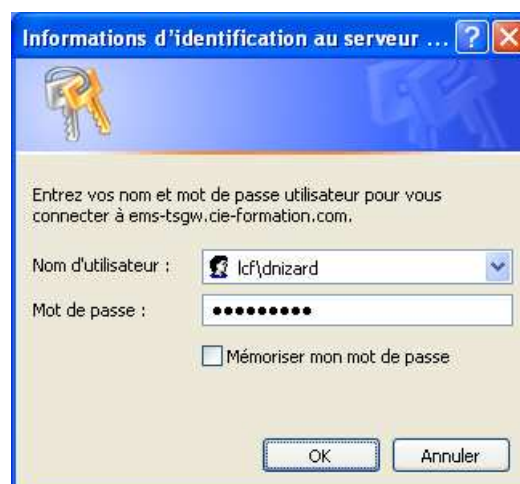 Informations d'identification au serveur ...
Entrez vos nom et mot de passe utilisateur pour vous
connecter à ems-tsgw.cie-formation.com.
Nom d'utilisateur : lcf\dnizard
Mot de passe : •••••••••
Mémoriser mon mot de passe
OK Annuler